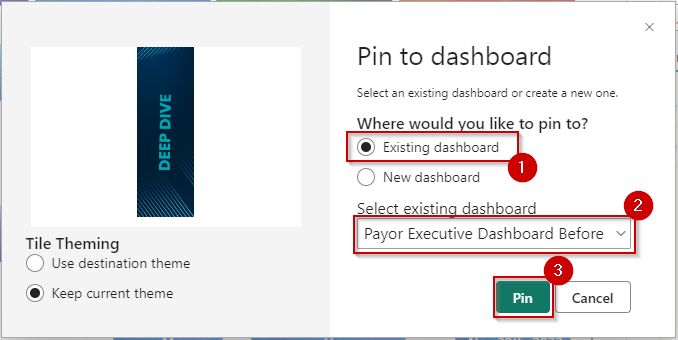 Pin to dashboard
Select an existing dashboard or create a new one.
Where would you like to pin to?
Existing dashboard
1
New dashboard
Select existing dashboard
2
Payor Executive Dashboard Before
3
Pin
Cancel
DEEP DIVE
Tile Theming
Use destination theme
Keep current theme